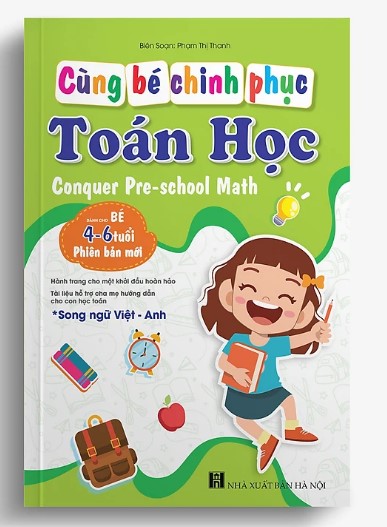 Biên Soạn: Phạm Thị Thanh
Cùng bé chinh phục
Toán Học
Conquer Pre-school Math
DÀNH CHO BÉ
4-6 tuổi
Phiên bản mới
Hành trang cho một khởi đầu hoàn hảo
Tài liệu hỗ trợ cha mẹ hướng dẫn
cho con học toán
*Song ngữ Việt - Anh
NHÀ XUẤT BẢN HÀ NỘI